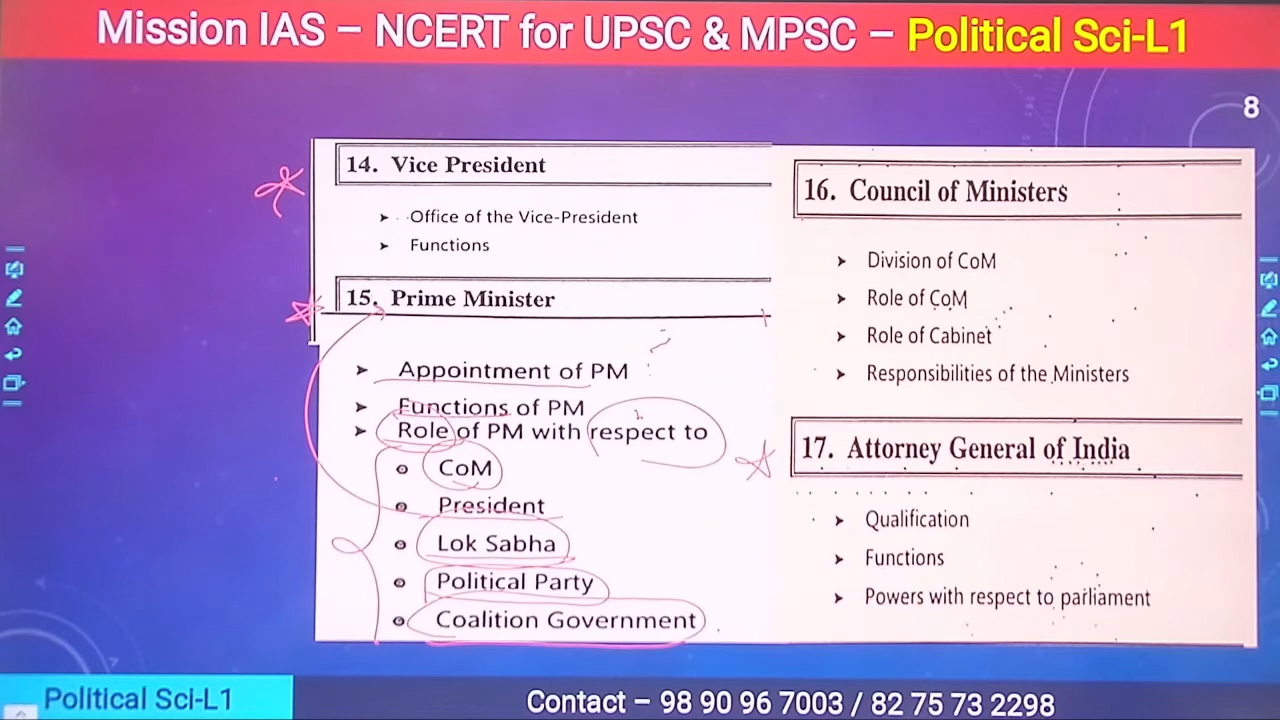 Mission IAS – NCERT for UPSC & MPSC – Political Sci-L1
8
14. Vice President
➤ Office of the Vice-President
➤ Functions
15. Prime Minister
➤ Appointment of PM
➤ Functions of PM
➤ Role of PM with respect to
CoM
President
Lok Sabha
Political Party
Coalition Government
16. Council of Ministers
➤ Division of CoM
➤ Role of CoM
➤ Role of Cabinet
➤ Responsibilities of the Ministers
17. Attorney General of India
➤ Qualification
➤ Functions
➤ Powers with respect to parliament
Political Sci-L1
Contact – 98 90 96 7003 / 82 75 73 2298